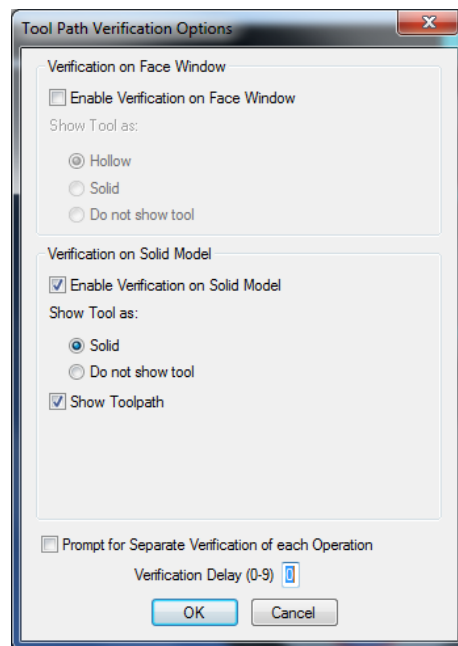 Tool Path Verification Options
Verification on Face Window
Enable Verification on Face Window
Show Tool as:
Hollow
Solid
Do not show tool
Verification on Solid Model
Enable Verification on Solid Model
Show Tool as:
Solid
Do not show tool
Show Toolpath
Prompt for Separate Verification of each Operation
Verification Delay (0-9) 0
OK Cancel